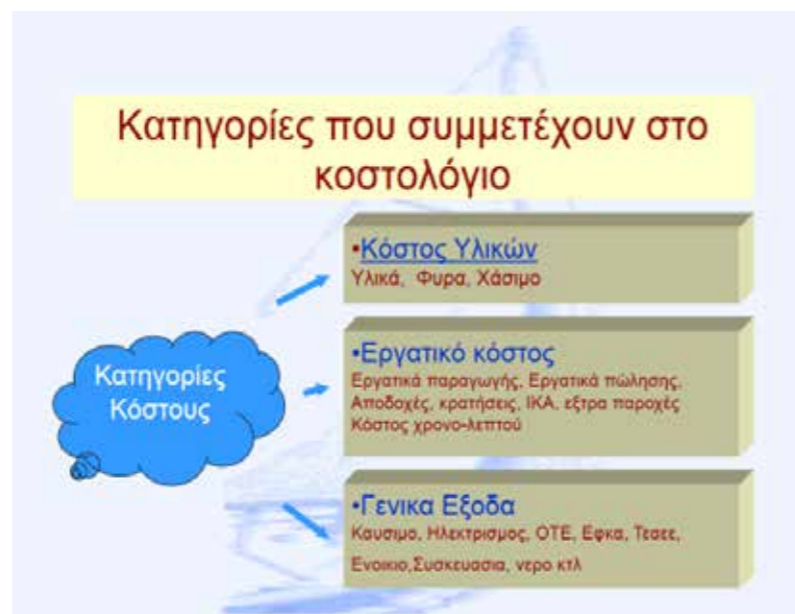 Κατηγορίες που συμμετέχουν στο
κοστολόγιο
•Κόστος Υλικών
Υλικά, Φυρα, Χάσιμο
Κατηγορίες
Κόστους
•Εργατικό κόστος
Εργατικά παραγωγής, Εργατικά πώλησης,
Αποδοχές, κρατήσεις, ΙΚΑ, εξτρα παροχές
Κόστος χρονο-λεπτού
•Γενικα Εξοδα
Καυσιμο, Ηλεκτρισμος, ΟΤΕ, Εφκα, Τεαεε,
Ενοικιο,Συσκευασια, νερο κτλ